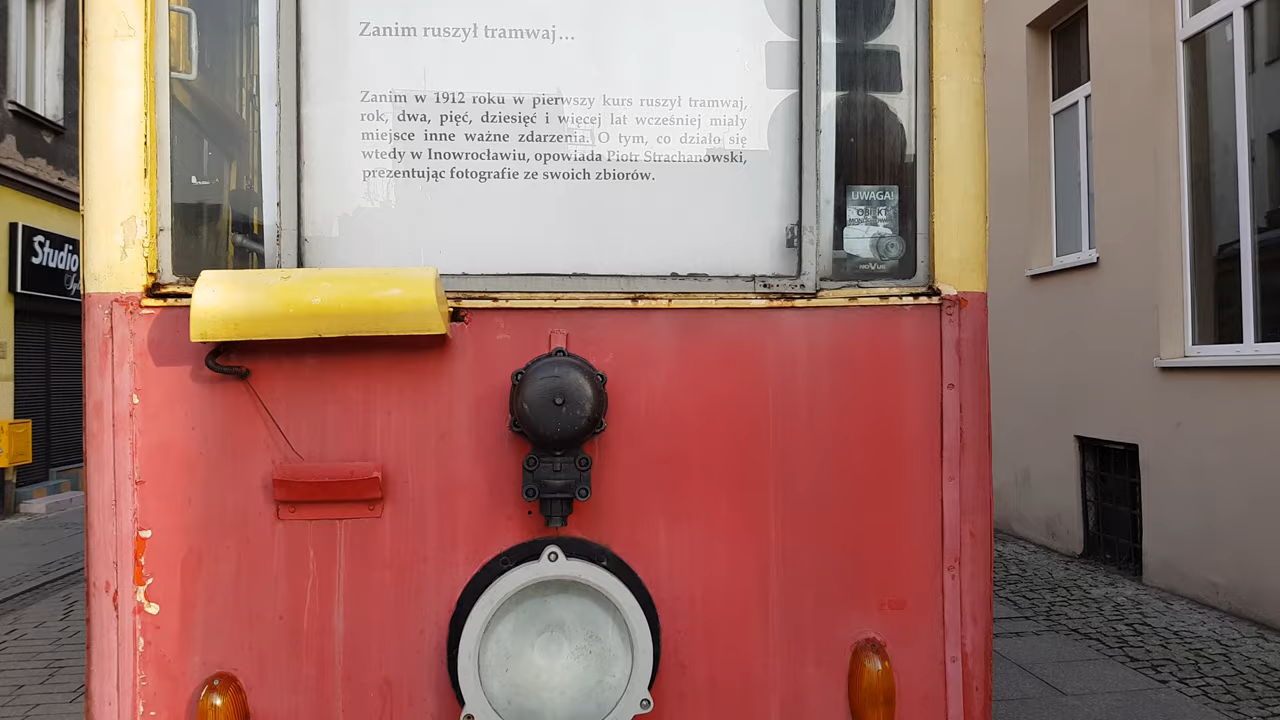 Zanim ruszył tramwaj...
Zanim w 1912 roku w pierwszy kurs ruszył tramwaj,
rok, dwa, pięć, dziesięć i więcej lat wcześniej miały
miejsce inne ważne zdarzenia. O tym, co działo się
wtedy w Inowrocławiu, opowiada Piotr Strachanowski,
prezentując fotografie ze swoich zbiorów.
UWAGA!
OBIEKT
NOVUS
Studio